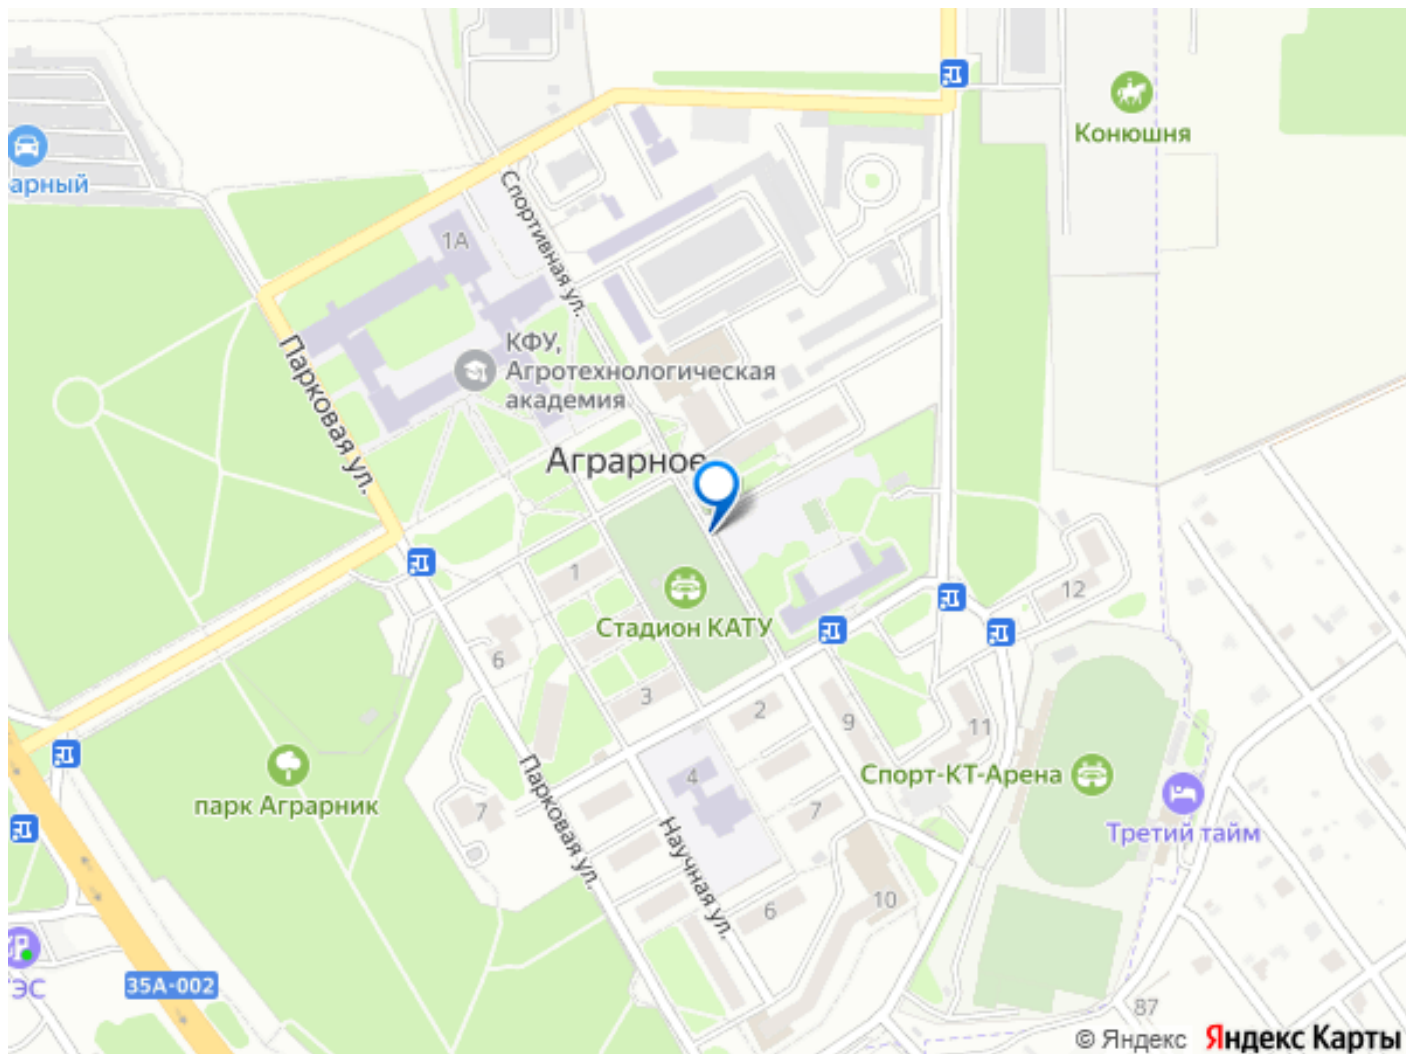 Конюшня
арный
Спортивная ул.
1А
КФУ,
Агротехнологическая
академия
Парковая ул.
Аграрное
1
12
Стадион КАТУ
6
3
2
9
11
Спорт-КТ-Арена
4
парк Аграрник
7
7
Третий тайм
Парковая ул.
Научная ул.
10
6
ЭС
35А-002
87
© Яндекс Яндекс Карты